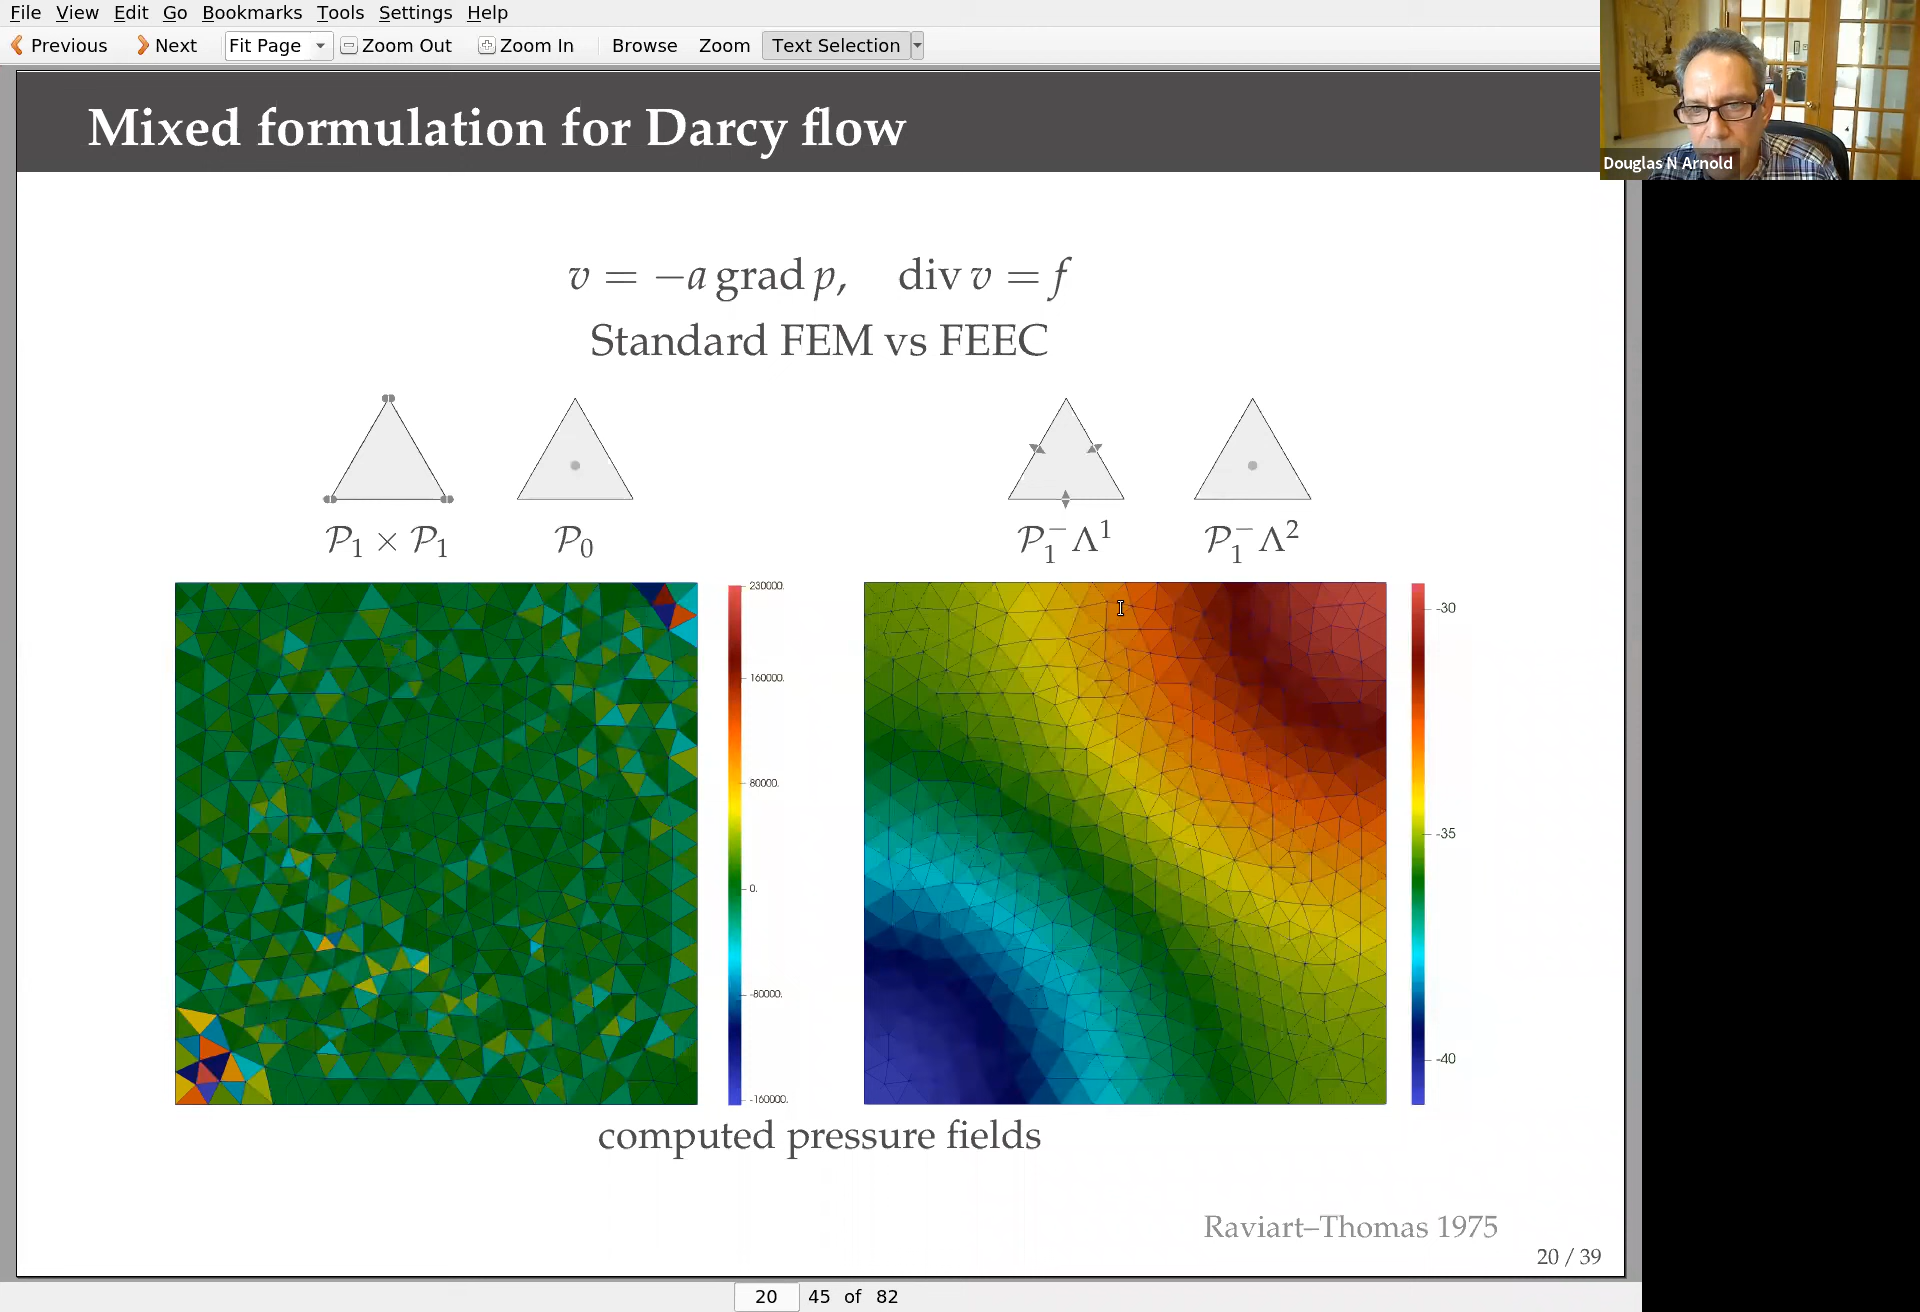 File View Edit Go Bookmarks Tools Settings Help
Previous Next Fit Page Zoom Out Zoom In Browse Zoom Text Selection
Mixed formulation for Darcy flow
Douglas N Arnold
v = −a grad p, div v = f
Standard FEM vs FEEC
𝒫₁ × 𝒫₁ 𝒫₀ 𝒫₁⁻Λ¹ 𝒫₁⁻Λ²
230000.
160000.
80000.
0.
-80000.
-160000.
-30
-35
-40
computed pressure fields
Raviart–Thomas 1975
20 / 39
20 45 of 82